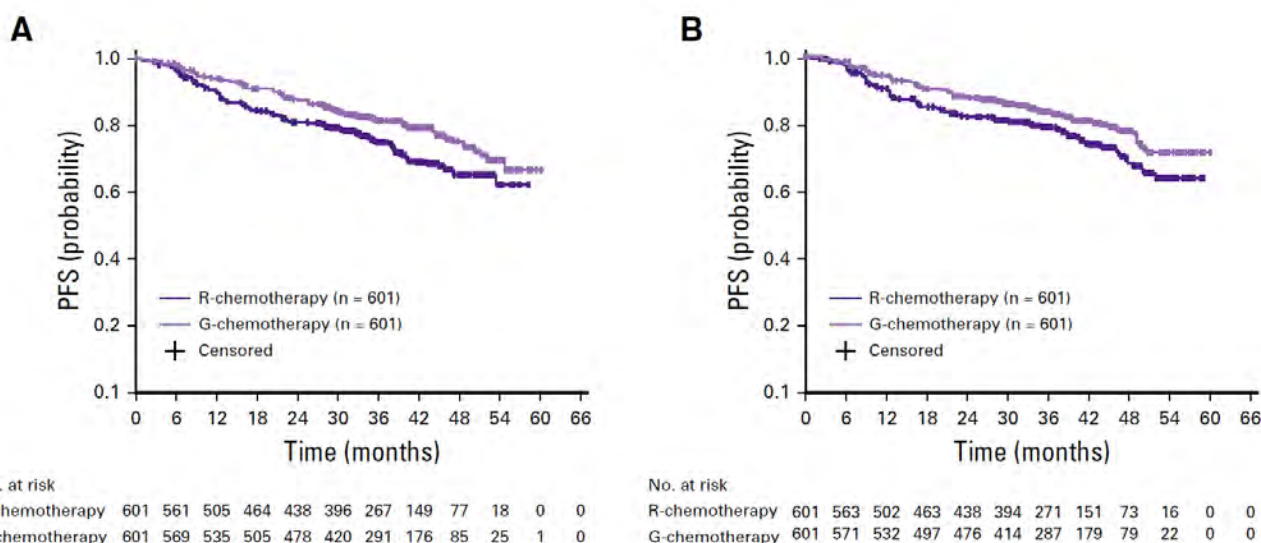 A
1.0
0.8
0.6
0.4
0.2
0.1
PFS (probability)
R-chemotherapy (n = 601)
G-chemotherapy (n = 601)
Censored
0 6 12 18 24 30 36 42 48 54 60 66
Time (months)
. at risk
chemotherapy 601 561 505 464 438 396 267 149 77 18 0 0
chemotherapy 601 569 535 505 478 420 291 176 85 25 1 0
B
1.0
0.8
0.6
0.4
0.2
0.1
PFS (probability)
R-chemotherapy (n = 601)
G-chemotherapy (n = 601)
Censored
0 6 12 18 24 30 36 42 48 54 60 66
Time (months)
No. at risk
R-chemotherapy 601 563 502 463 438 394 271 151 73 16 0 0
G-chemotherapy 601 571 532 497 476 414 287 179 79 22 0 0